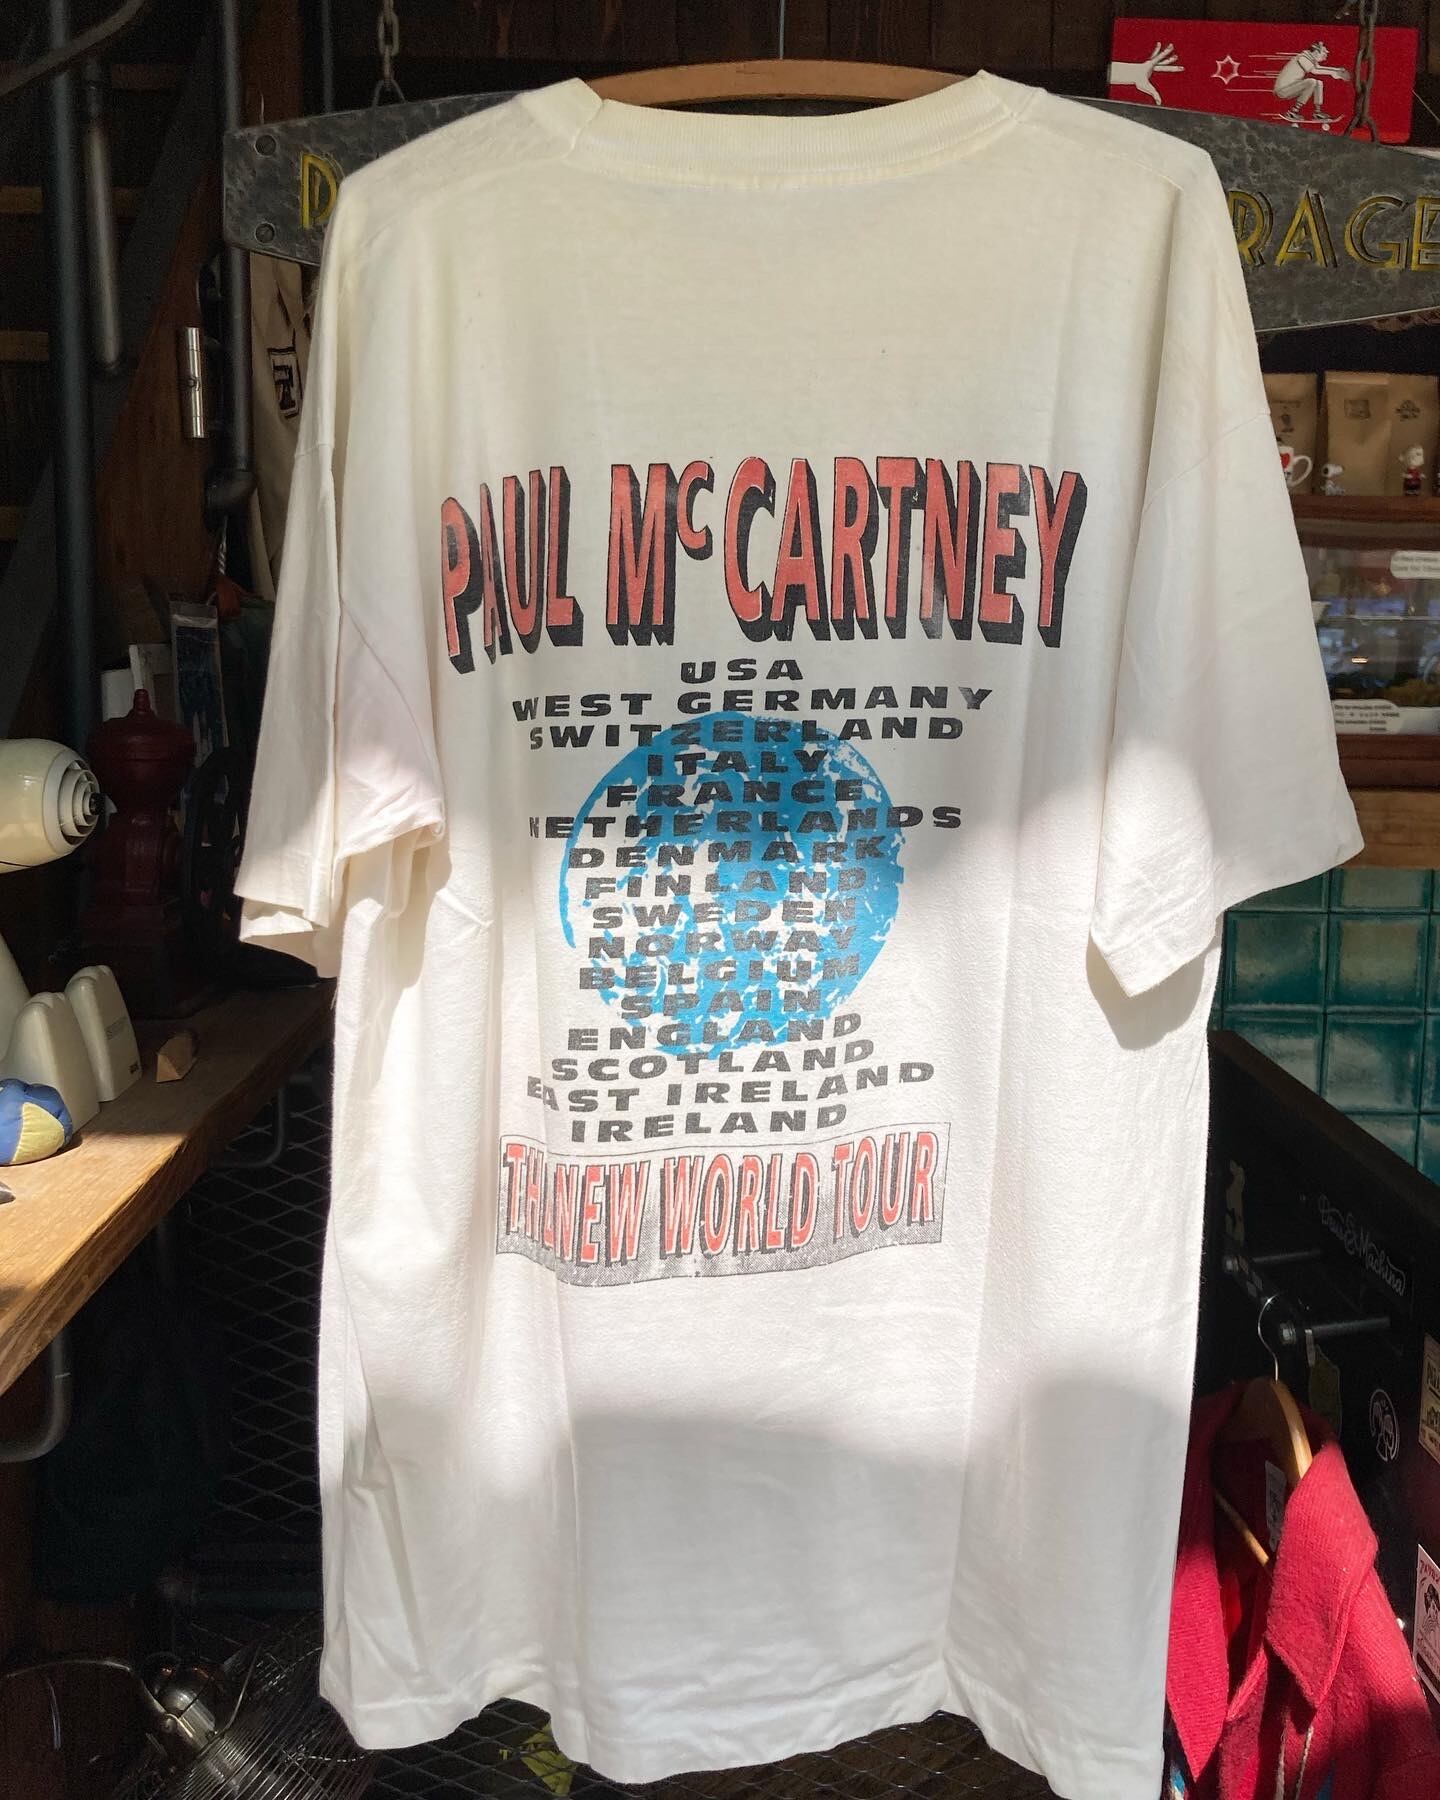 RAGE
PAUL McCARTNEY
USA
WEST GERMANY
SWITZERLAND
ITALY
FRANCE
NETHERLANDS
DENMARK
FINLAND
SWEDEN
NORWAY
BELGIUM
SPAIN
ENGLAND
SCOTLAND
EAST IRELAND
IRELAND
THE NEW WORLD TOUR